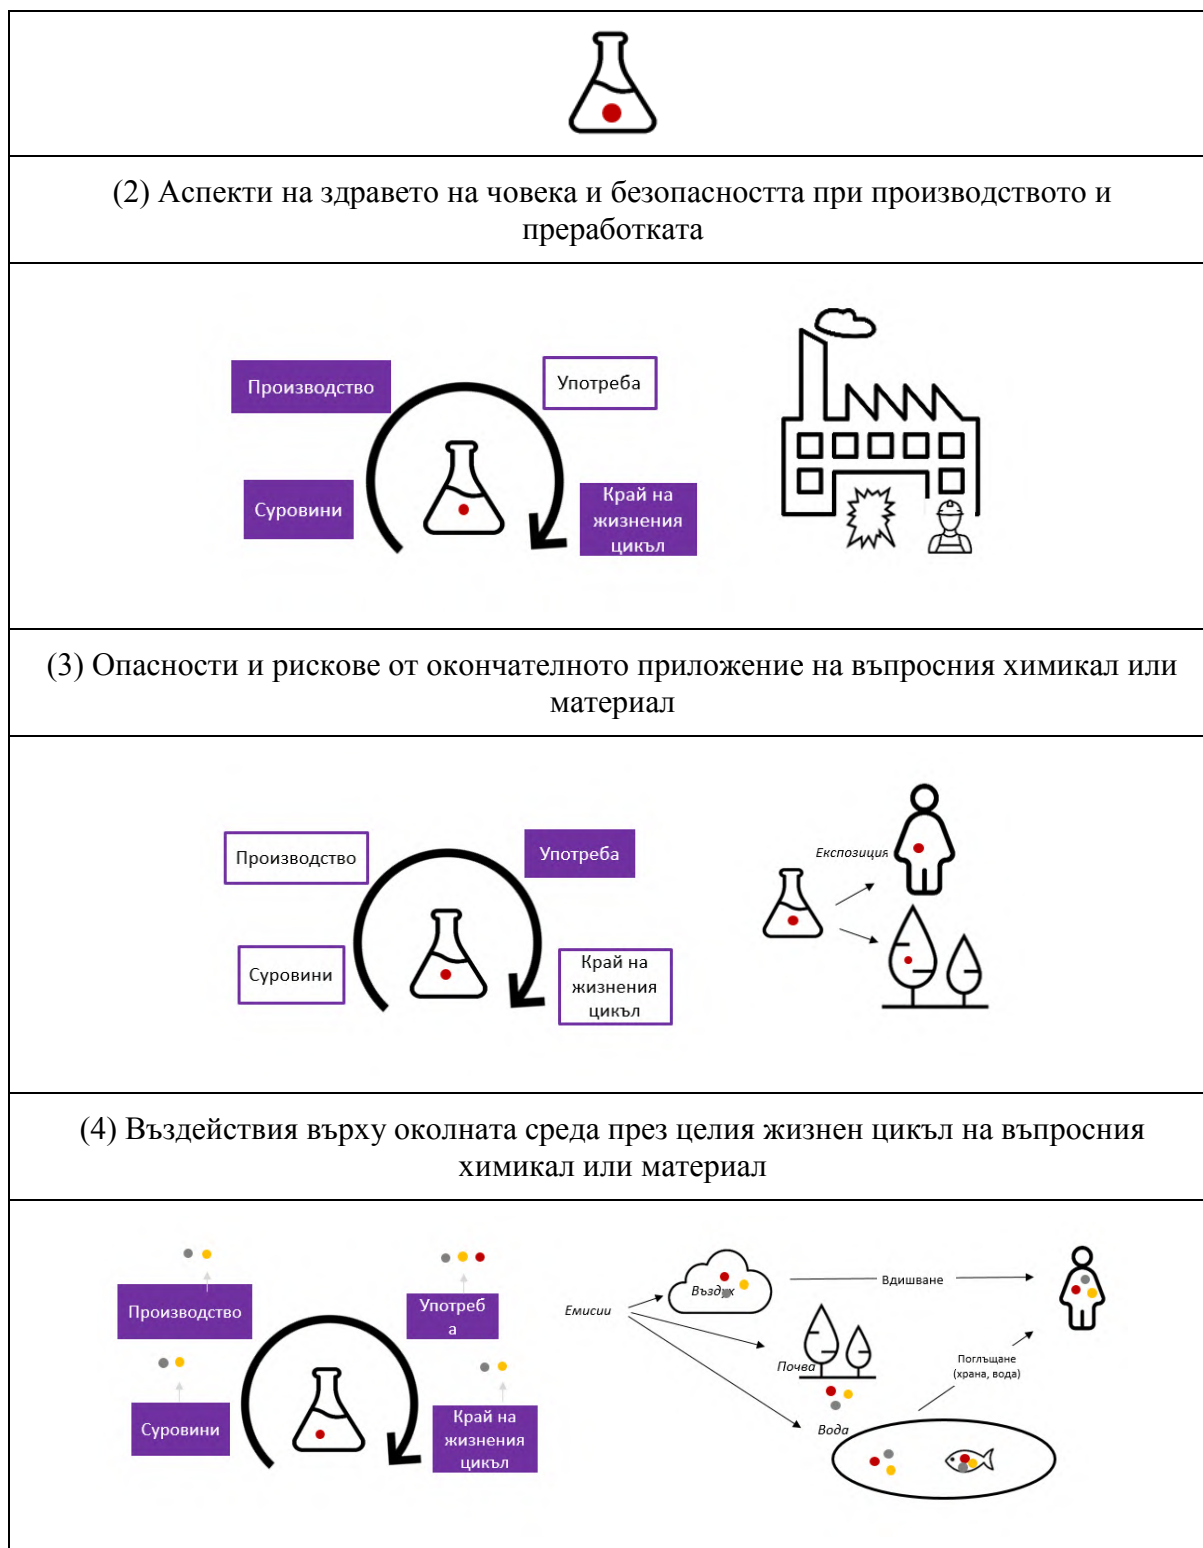 (2) Аспекти на здравето на човека и безопасността при производството и
преработката
Производство
Употреба
Суровини
Край на
жизнения
цикъл
(3) Опасности и рискове от окончателното приложение на въпросния химикал или
материал
Производство
Употреба
Суровини
Край на
жизнения
цикъл
Експозиция
(4) Въздействия върху околната среда през целия жизнен цикъл на въпросния
химикал или материал
Производство
Употреб
а
Суровини
Край на
жизнения
цикъл
Емисии
Въздух
Вдишване
Почва
Поглъщане
(храна, вода)
Вода